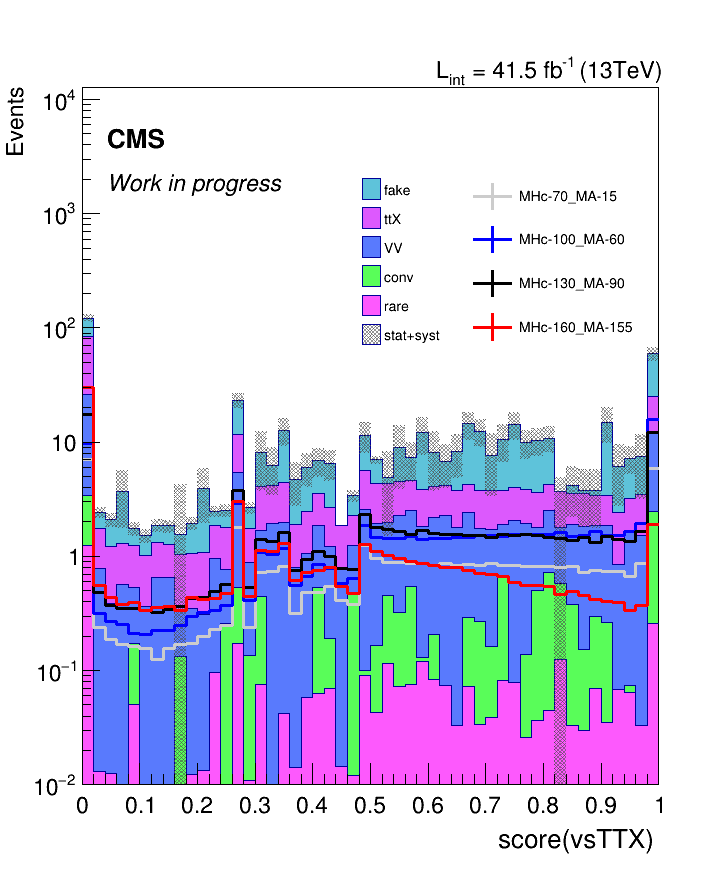 L_int = 41.5 fb^-1 (13TeV)
Events
10^4
CMS
Work in progress
fake
MHc-70_MA-15
10^3
ttX
VV
MHc-100_MA-60
conv
MHc-130_MA-90
rare
10^2
stat+syst
MHc-160_MA-155
10
1
10^−1
10^−2
0 0.1 0.2 0.3 0.4 0.5 0.6 0.7 0.8 0.9 1
score(vsTTX)